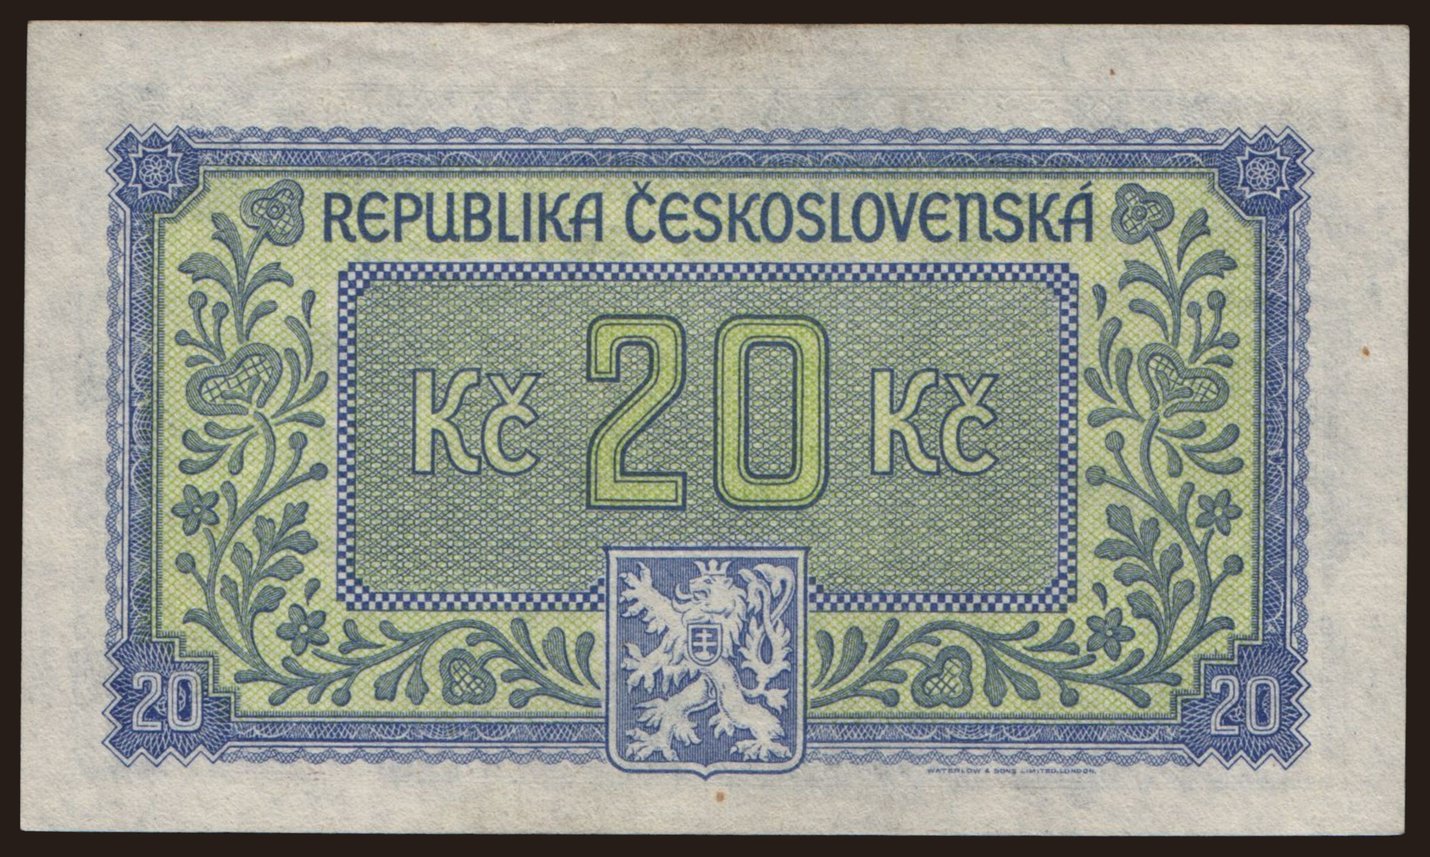 REPUBLIKA ČESKOSLOVENSKÁ
Kč 20 Kč
20 20
WATERLOW & SONS LIMITED, LONDON.